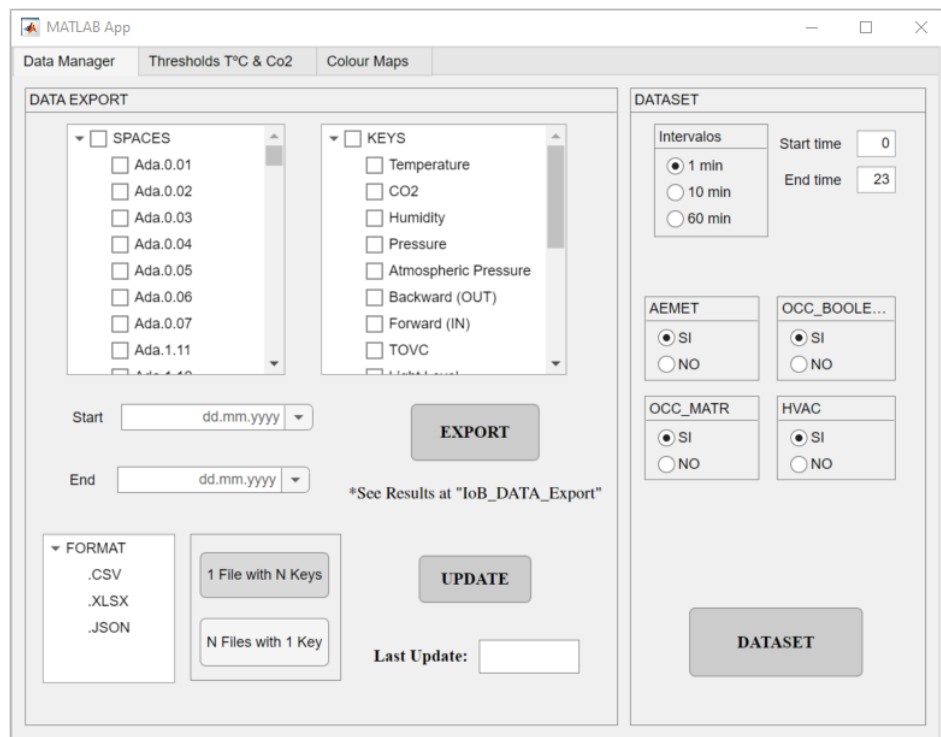 MATLAB App
Data Manager
Thresholds TºC & Co2
Colour Maps
DATA EXPORT
SPACES
Ada.0.01
Ada.0.02
Ada.0.03
Ada.0.04
Ada.0.05
Ada.0.06
Ada.0.07
Ada.1.11
KEYS
Temperature
CO2
Humidity
Pressure
Atmospheric Pressure
Backward (OUT)
Forward (IN)
TOVC
Light Level
Start
dd.mm.yyyy
End
dd.mm.yyyy
EXPORT
*See Results at "IoB_DATA_Export"
FORMAT
.CSV
.XLSX
.JSON
1 File with N Keys
N Files with 1 Key
UPDATE
Last Update:
DATASET
Intervalos
1 min
10 min
60 min
Start time
0
End time
23
AEMET
SI
NO
OCC_BOOLE...
SI
NO
OCC_MATR
SI
NO
HVAC
SI
NO
DATASET